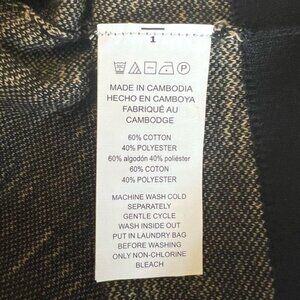 1
P
MADE IN CAMBODIA
HECHO EN CAMBOYA
FABRIQUÉ AU
CAMBODGE
60% COTTON
40% POLYESTER
60% algodón 40% poliéster
60% COTON
40% POLYESTER
MACHINE WASH COLD
SEPARATELY
GENTLE CYCLE
WASH INSIDE OUT
PUT IN LAUNDRY BAG
BEFORE WASHING
ONLY NON-CHLORINE
BLEACH